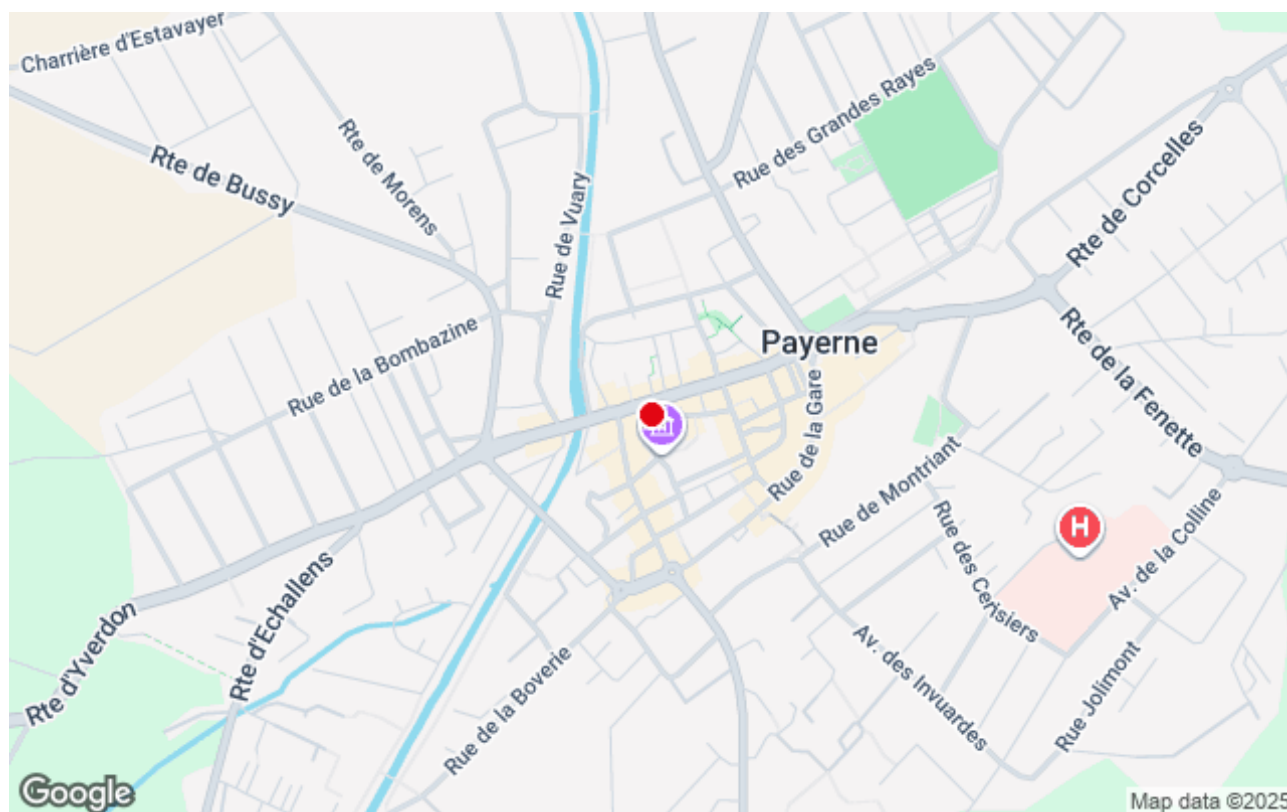 Charrière d'Estavayer
Rte de Bussy
Rte de Morens
Rue de Vuary
Rue des Grandes Rayes
Rte de Corcelles
Rue de la Bombazine
Payerne
Rte de la Fenette
Rue de la Gare
Rue de Montriant
H
Rue des Cerisiers
Av. de la Colline
Rte d'Yverdon
Rte d'Echallens
Rue de la Boverie
Av. des Invuardes
Rue Jolimont
Google
Map data ©2025